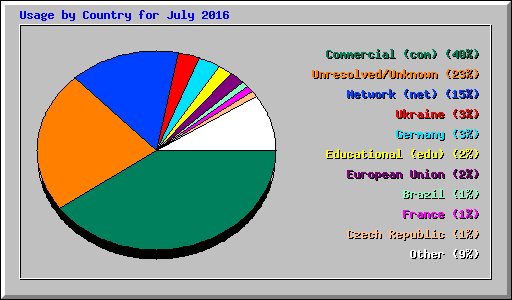 Usage by Country for July 2016
Commercial (com) (40%)
Unresolved/Unknown (23%)
Network (net) (15%)
Ukraine (3%)
Germany (3%)
Educational (edu) (2%)
European Union (2%)
Brazil (1%)
France (1%)
Czech Republic (1%)
Other (9%)